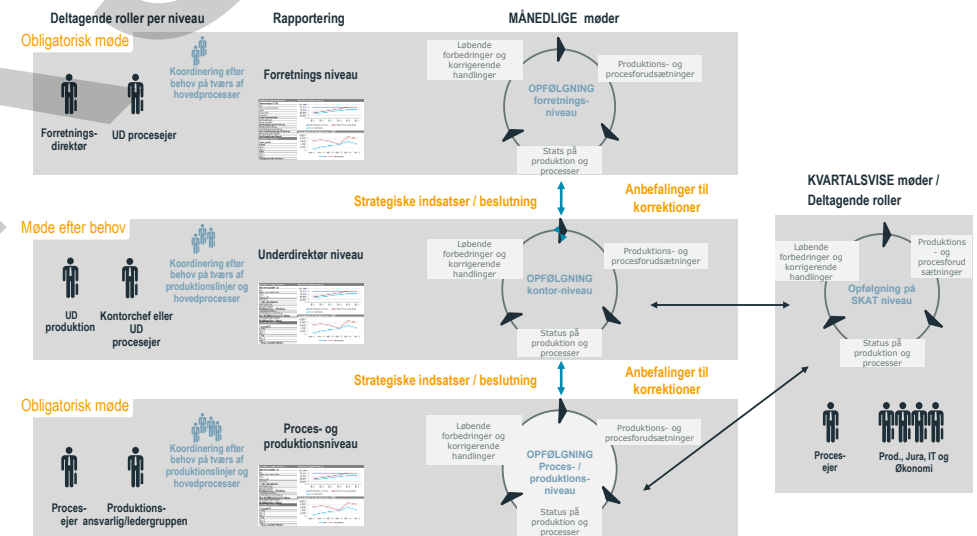 Deltagende roller per niveau
Rapportering
MÅNEDLIGE møder
Obligatorisk møde
Koordinering efter
behov på tværs af
hovedprocesser
Forretnings-
direktør
UD procesejer
Forretnings niveau
Løbende
forbedringer og
korrigerende
handlinger
Produktions- og
procesforudsætninger
OPFØLGNING
forretnings-
niveau
Stats på
produktion og
processer
Strategiske indsatser / beslutning
Anbefalinger til
korrektioner
Møde efter behov
Koordinering efter
behov på tværs af
produktionslinjer og
hovedprocesser
UD
produktion
Kontorchef eller
UD
procesejer
Underdirektør niveau
Løbende
forbedringer og
korrigerende
handlinger
Produktions- og
procesforudsætninger
OPFØLGNING
kontor-niveau
Status på
produktion og
processer
Strategiske indsatser / beslutning
Anbefalinger til
korrektioner
Obligatorisk møde
Koordinering efter
behov på tværs af
produktionslinjer og
hovedprocesser
Proces-
ejer
Produktions-
ansvarlig/ledergruppen
Proces- og
produktionsniveau
Løbende
forbedringer og
korrigerende
handlinger
Produktions- og
procesforudsætninger
OPFØLGNING
Proces- /
produktions-
niveau
Status på
produktion og
processer
KVARTALSVISE møder /
Deltagende roller
Løbende
forbedringer og
korrigerende
handlinger
Produktions
- og
procesforud
sætninger
Opfølgning på
SKAT niveau
Status på
produktion og
processer
Proces-
ejer
Prod., Jura, IT og
Økonomi